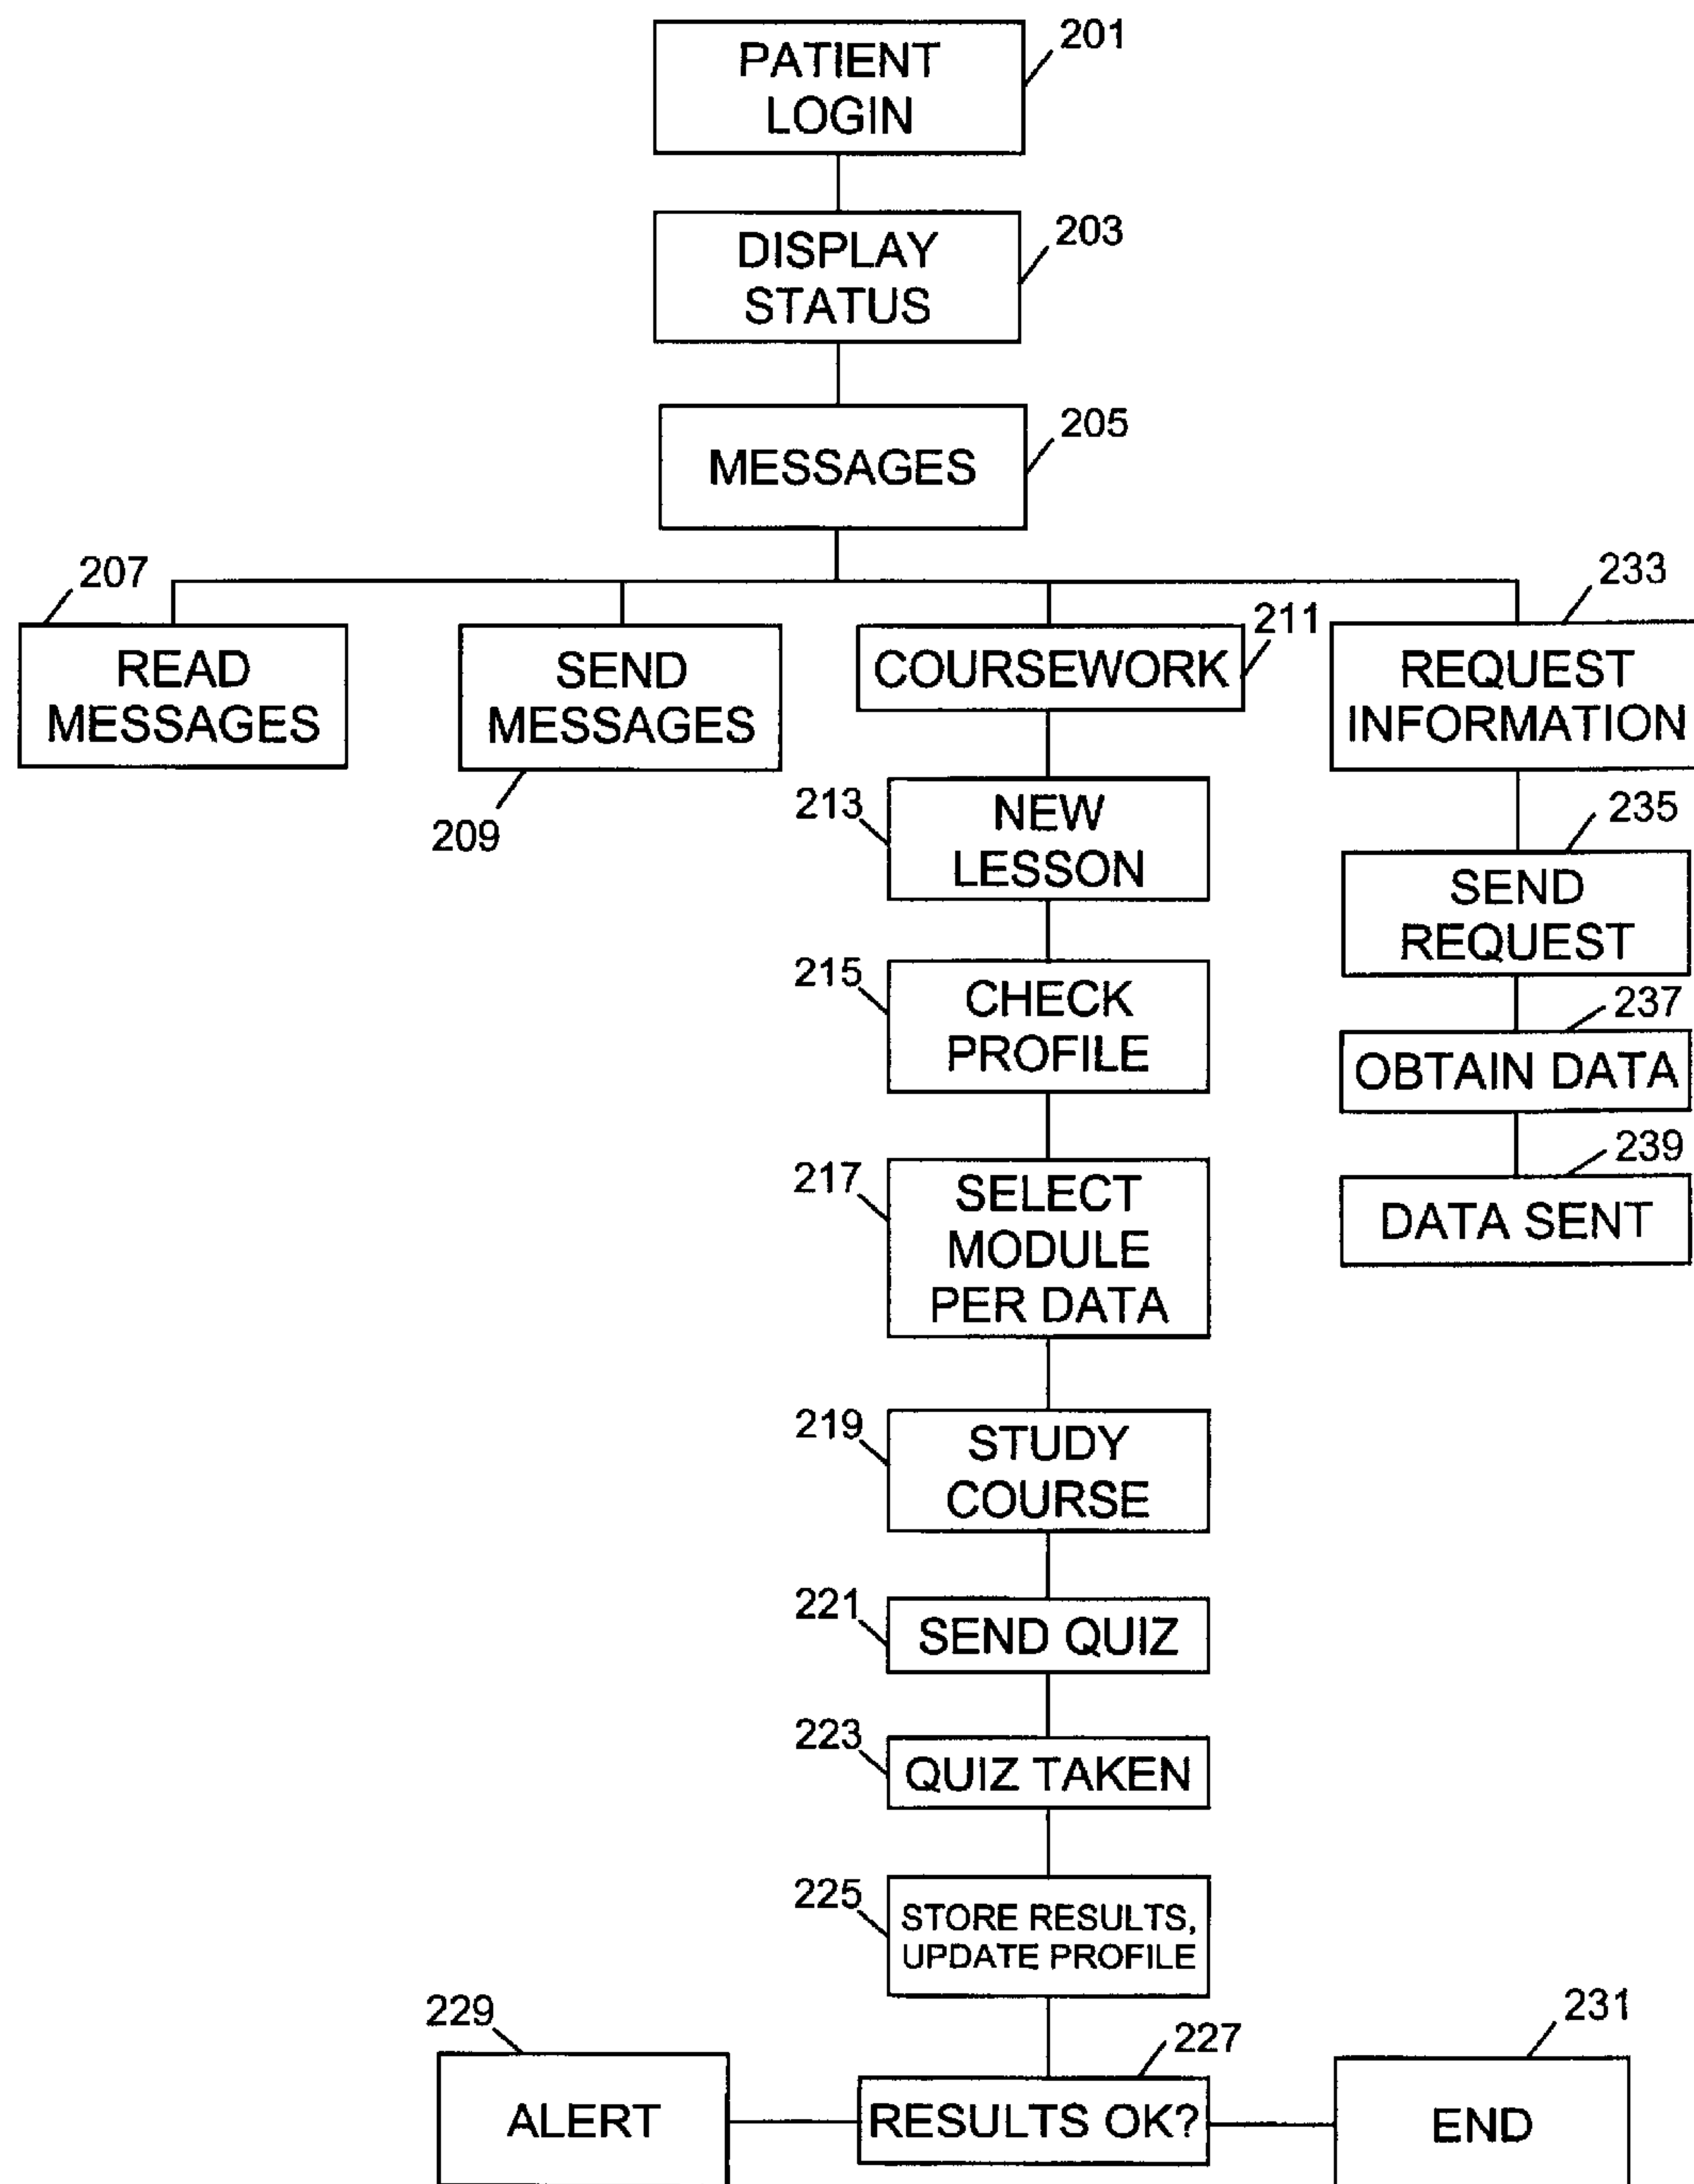 201
PATIENT
LOGIN
203
DISPLAY
STATUS
205
MESSAGES
207
READ
MESSAGES
SEND
MESSAGES
209
211
COURSEWORK
233
REQUEST
INFORMATION
213
NEW
LESSON
235
SEND
REQUEST
215
CHECK
PROFILE
237
OBTAIN DATA
239
DATA SENT
217
SELECT
MODULE
PER DATA
219
STUDY
COURSE
221
SEND QUIZ
223
QUIZ TAKEN
225
STORE RESULTS,
UPDATE PROFILE
229
ALERT
227
RESULTS OK?
231
END